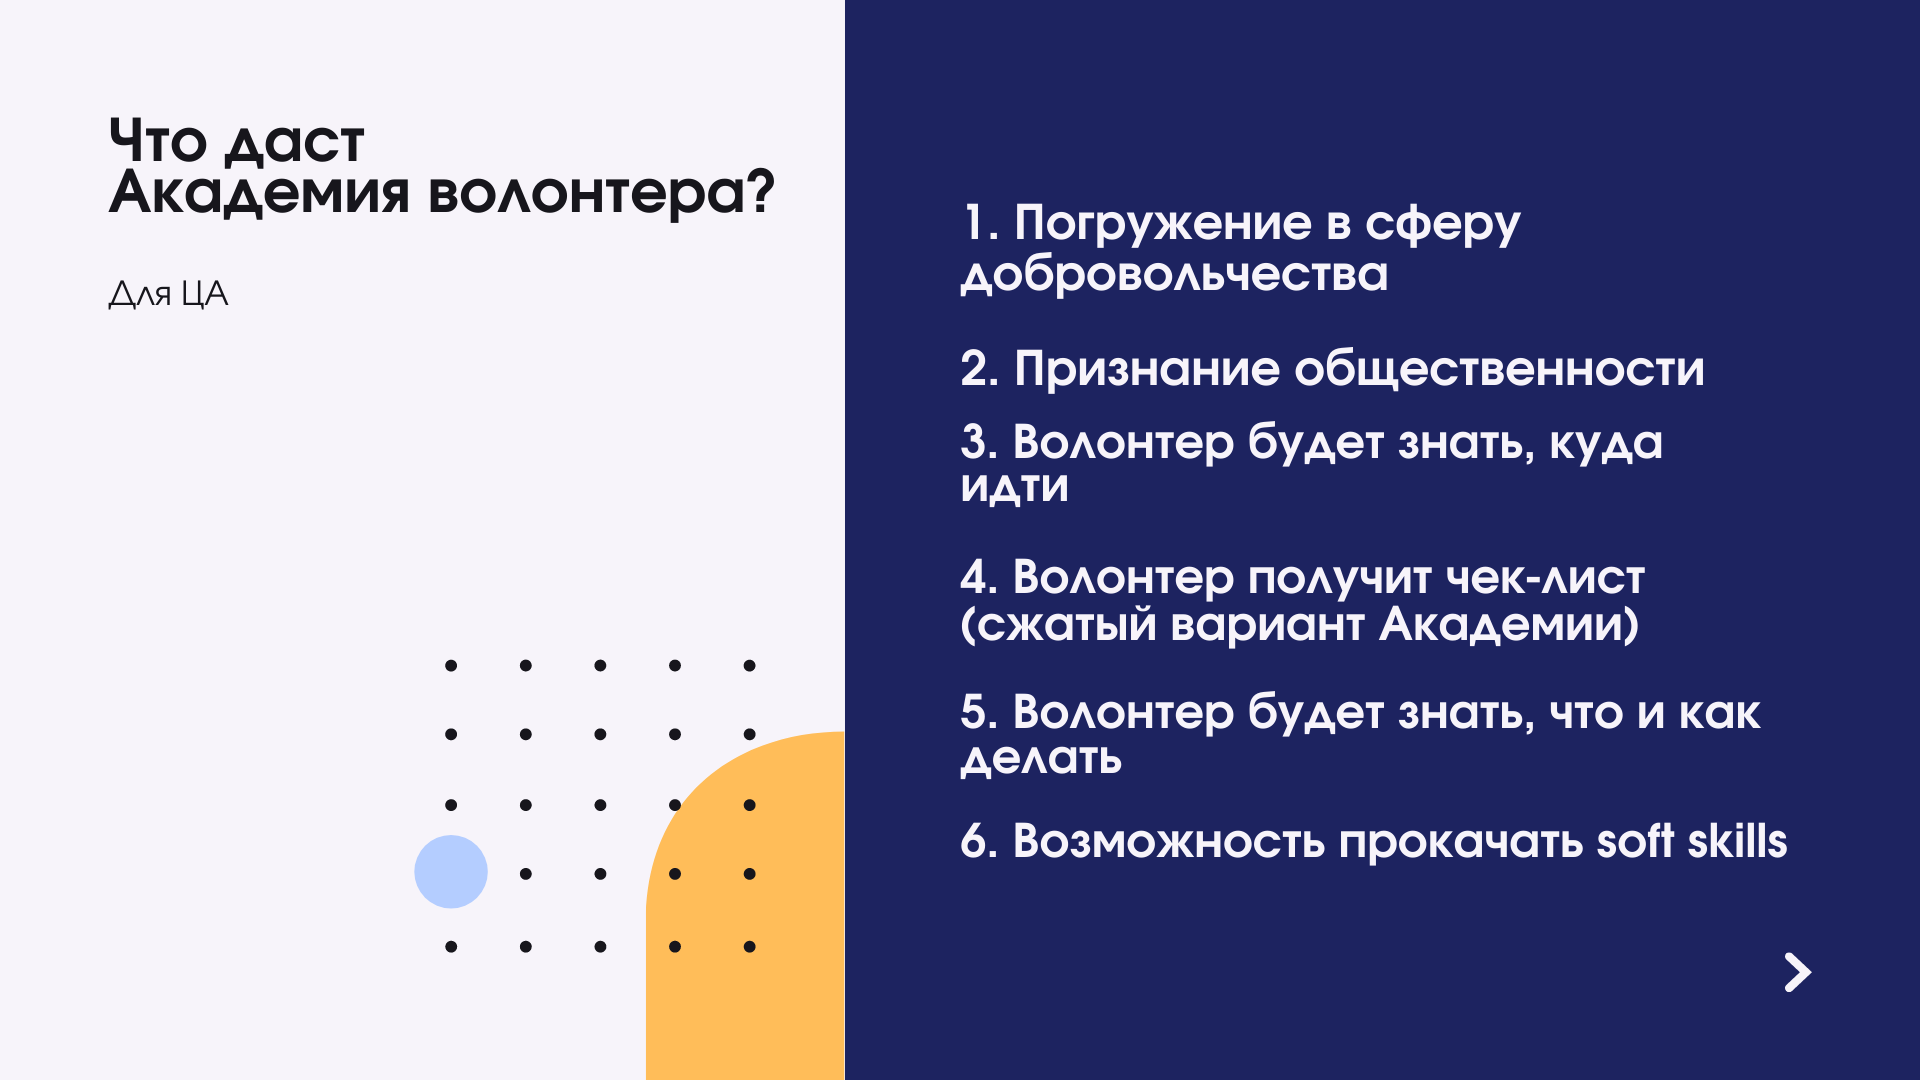 Что даст
Академия волонтера?
Для ЦА
1. Погружение в сферу
добровольчества
2. Признание общественности
3. Волонтер будет знать, куда
идти
4. Волонтер получит чек-лист
(сжатый вариант Академии)
5. Волонтер будет знать, что и как
делать
6. Возможность прокачать soft skills